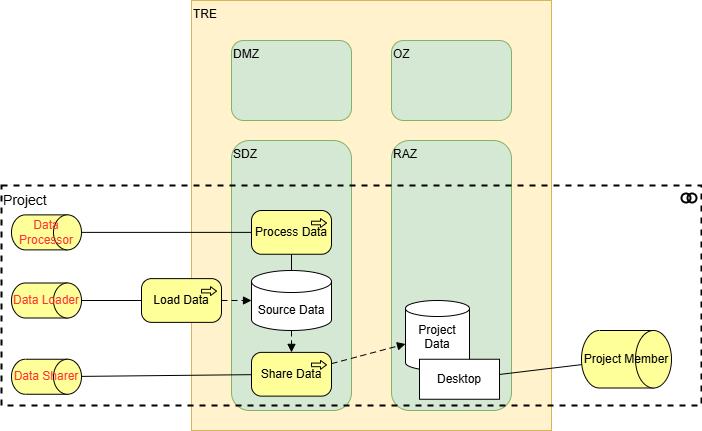 TRE
DMZ
OZ
SDZ
RAZ
Project
Data
Processor
Process Data
Data Loader
Load Data
Source Data
Project
Data
Data Sharer
Share Data
Desktop
Project Member